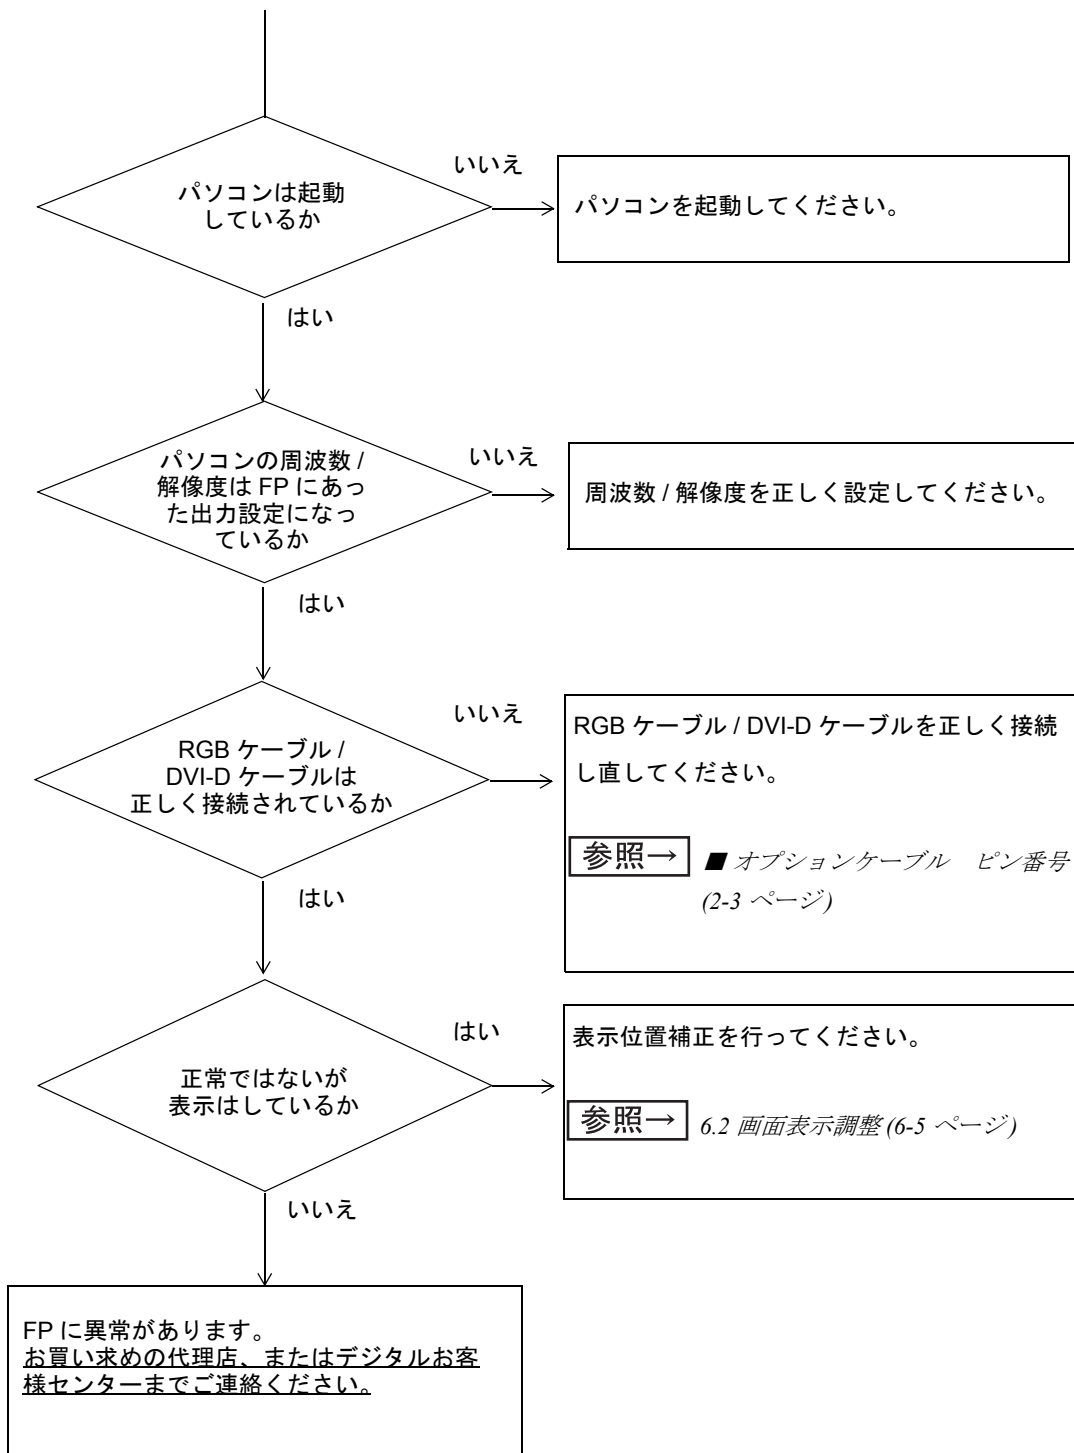 パソコンは起動
しているか
いいえ
パソコンを起動してください。
はい
パソコンの周波数 /
解像度は FP にあっ
た出力設定になっ
ているか
いいえ
周波数 / 解像度を正しく設定してください。
はい
RGB ケーブル /
DVI-D ケーブルは
正しく接続されているか
いいえ
RGB ケーブル / DVI-D ケーブルを正しく接続
し直してください。
参照→ ■ オプションケーブル　ピン番号
(2-3 ページ)
はい
正常ではないが
表示はしているか
はい
表示位置補正を行ってください。
参照→ 6.2 画面表示調整 (6-5 ページ)
いいえ
FP に異常があります。
お買い求めの代理店、またはデジタルお客
様センターまでご連絡ください。